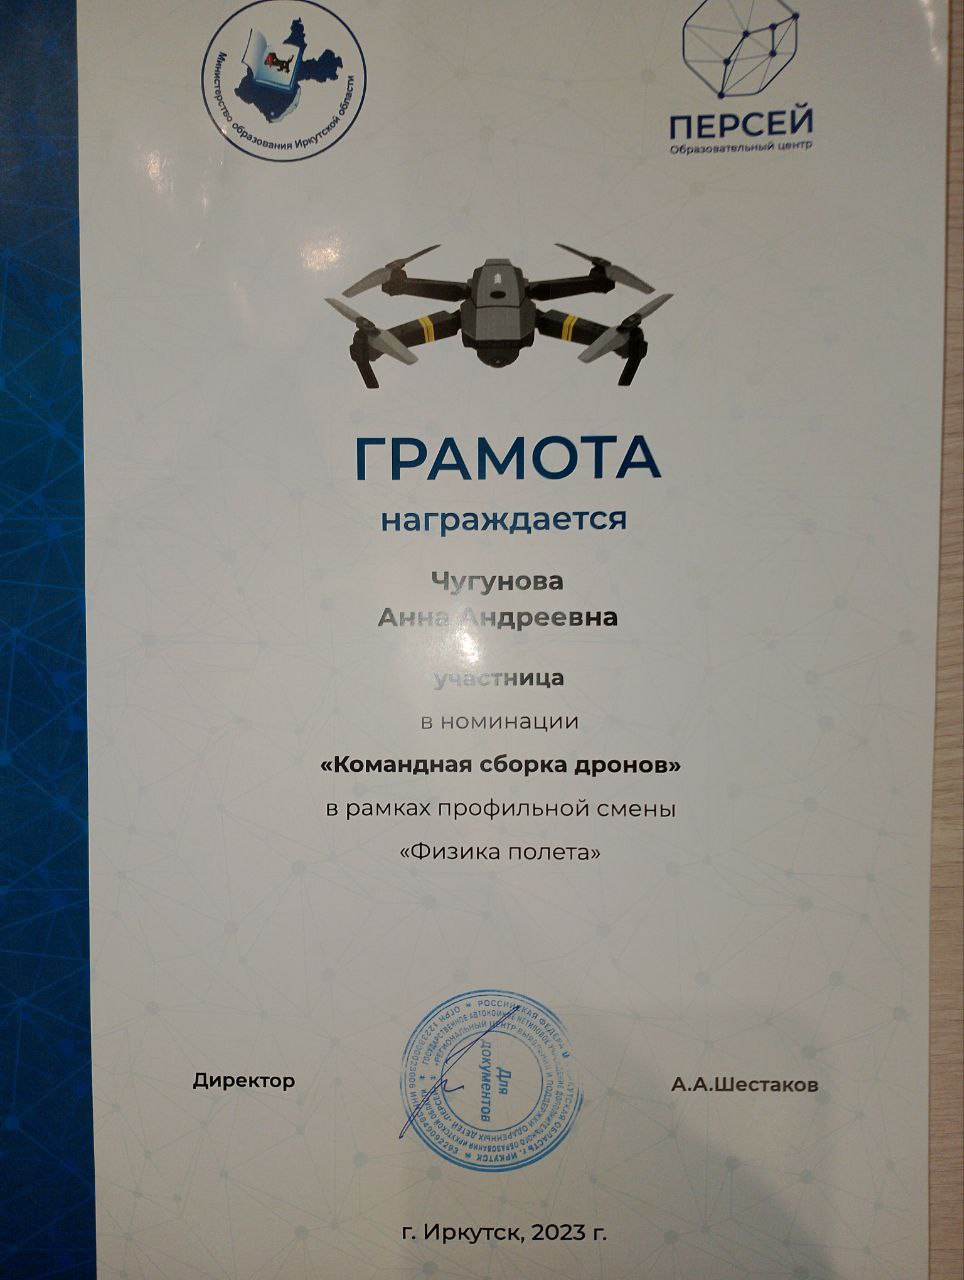 Министерство образования Иркутской области
ПЕРСЕЙ
Образовательный центр
ГРАМОТА
награждается
Чугунова
Анна Андреевна
участница
в номинации
«Командная сборка дронов»
в рамках профильной смены
«Физика полета»
Директор
Для
документов
А.А.Шестаков
г. Иркутск, 2023 г.